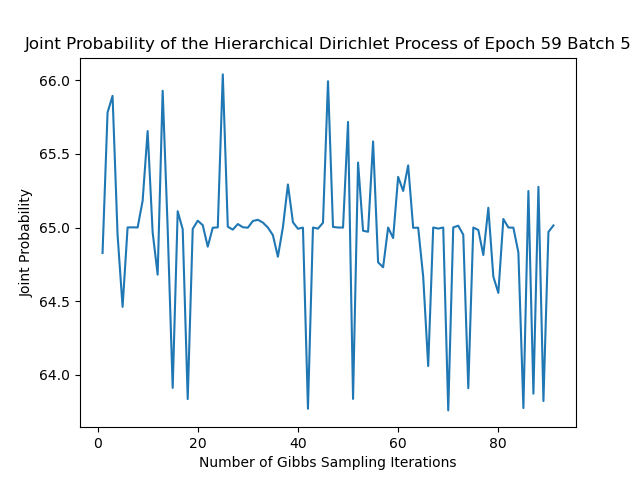 Joint Probability of the Hierarchical Dirichlet Process of Epoch 59 Batch 5
66.0
65.5
65.0
64.5
64.0
Joint Probability
0 20 40 60 80
Number of Gibbs Sampling Iterations